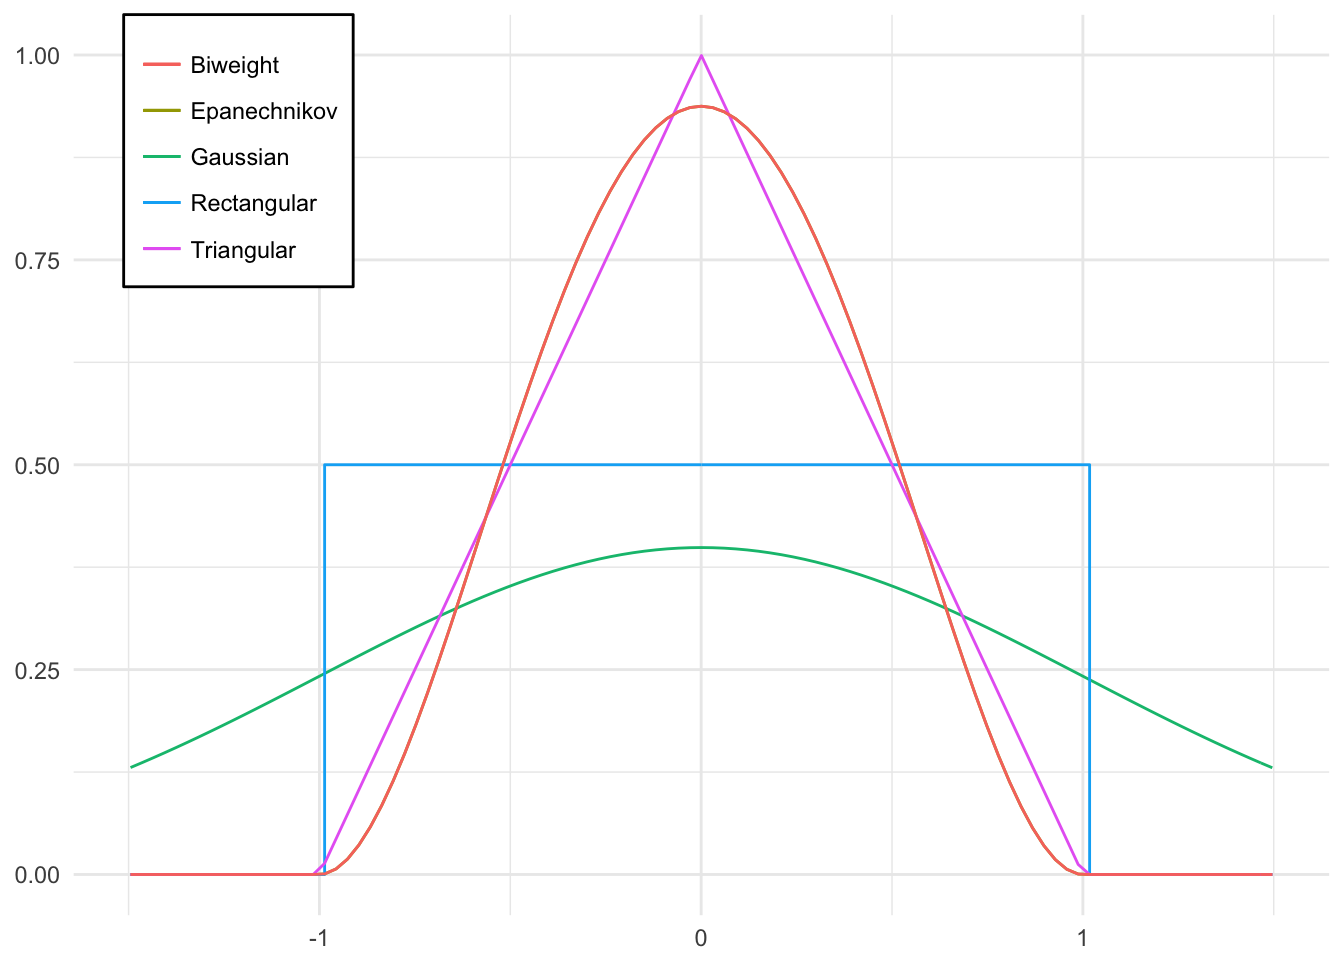 1.00
Biweight
Epanechnikov
Gaussian
Rectangular
Triangular
0.75
0.50
0.25
0.00
-1 0 1